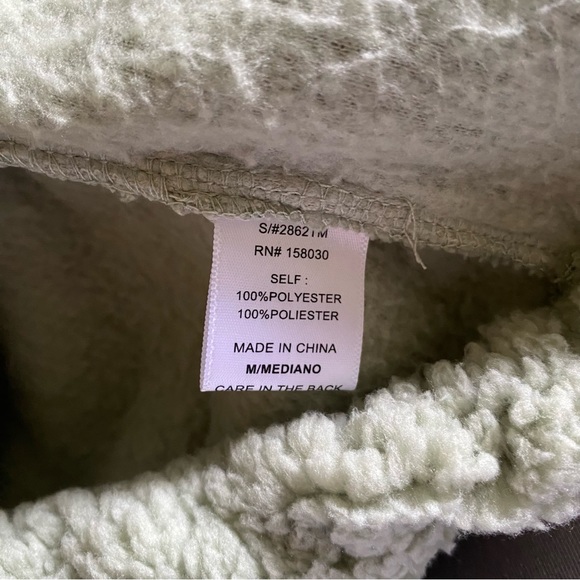 S/#28621M
RN# 158030
SELF :
100%POLYESTER
100%POLIESTER
MADE IN CHINA
M/MEDIANO
CARE IN THE BACK